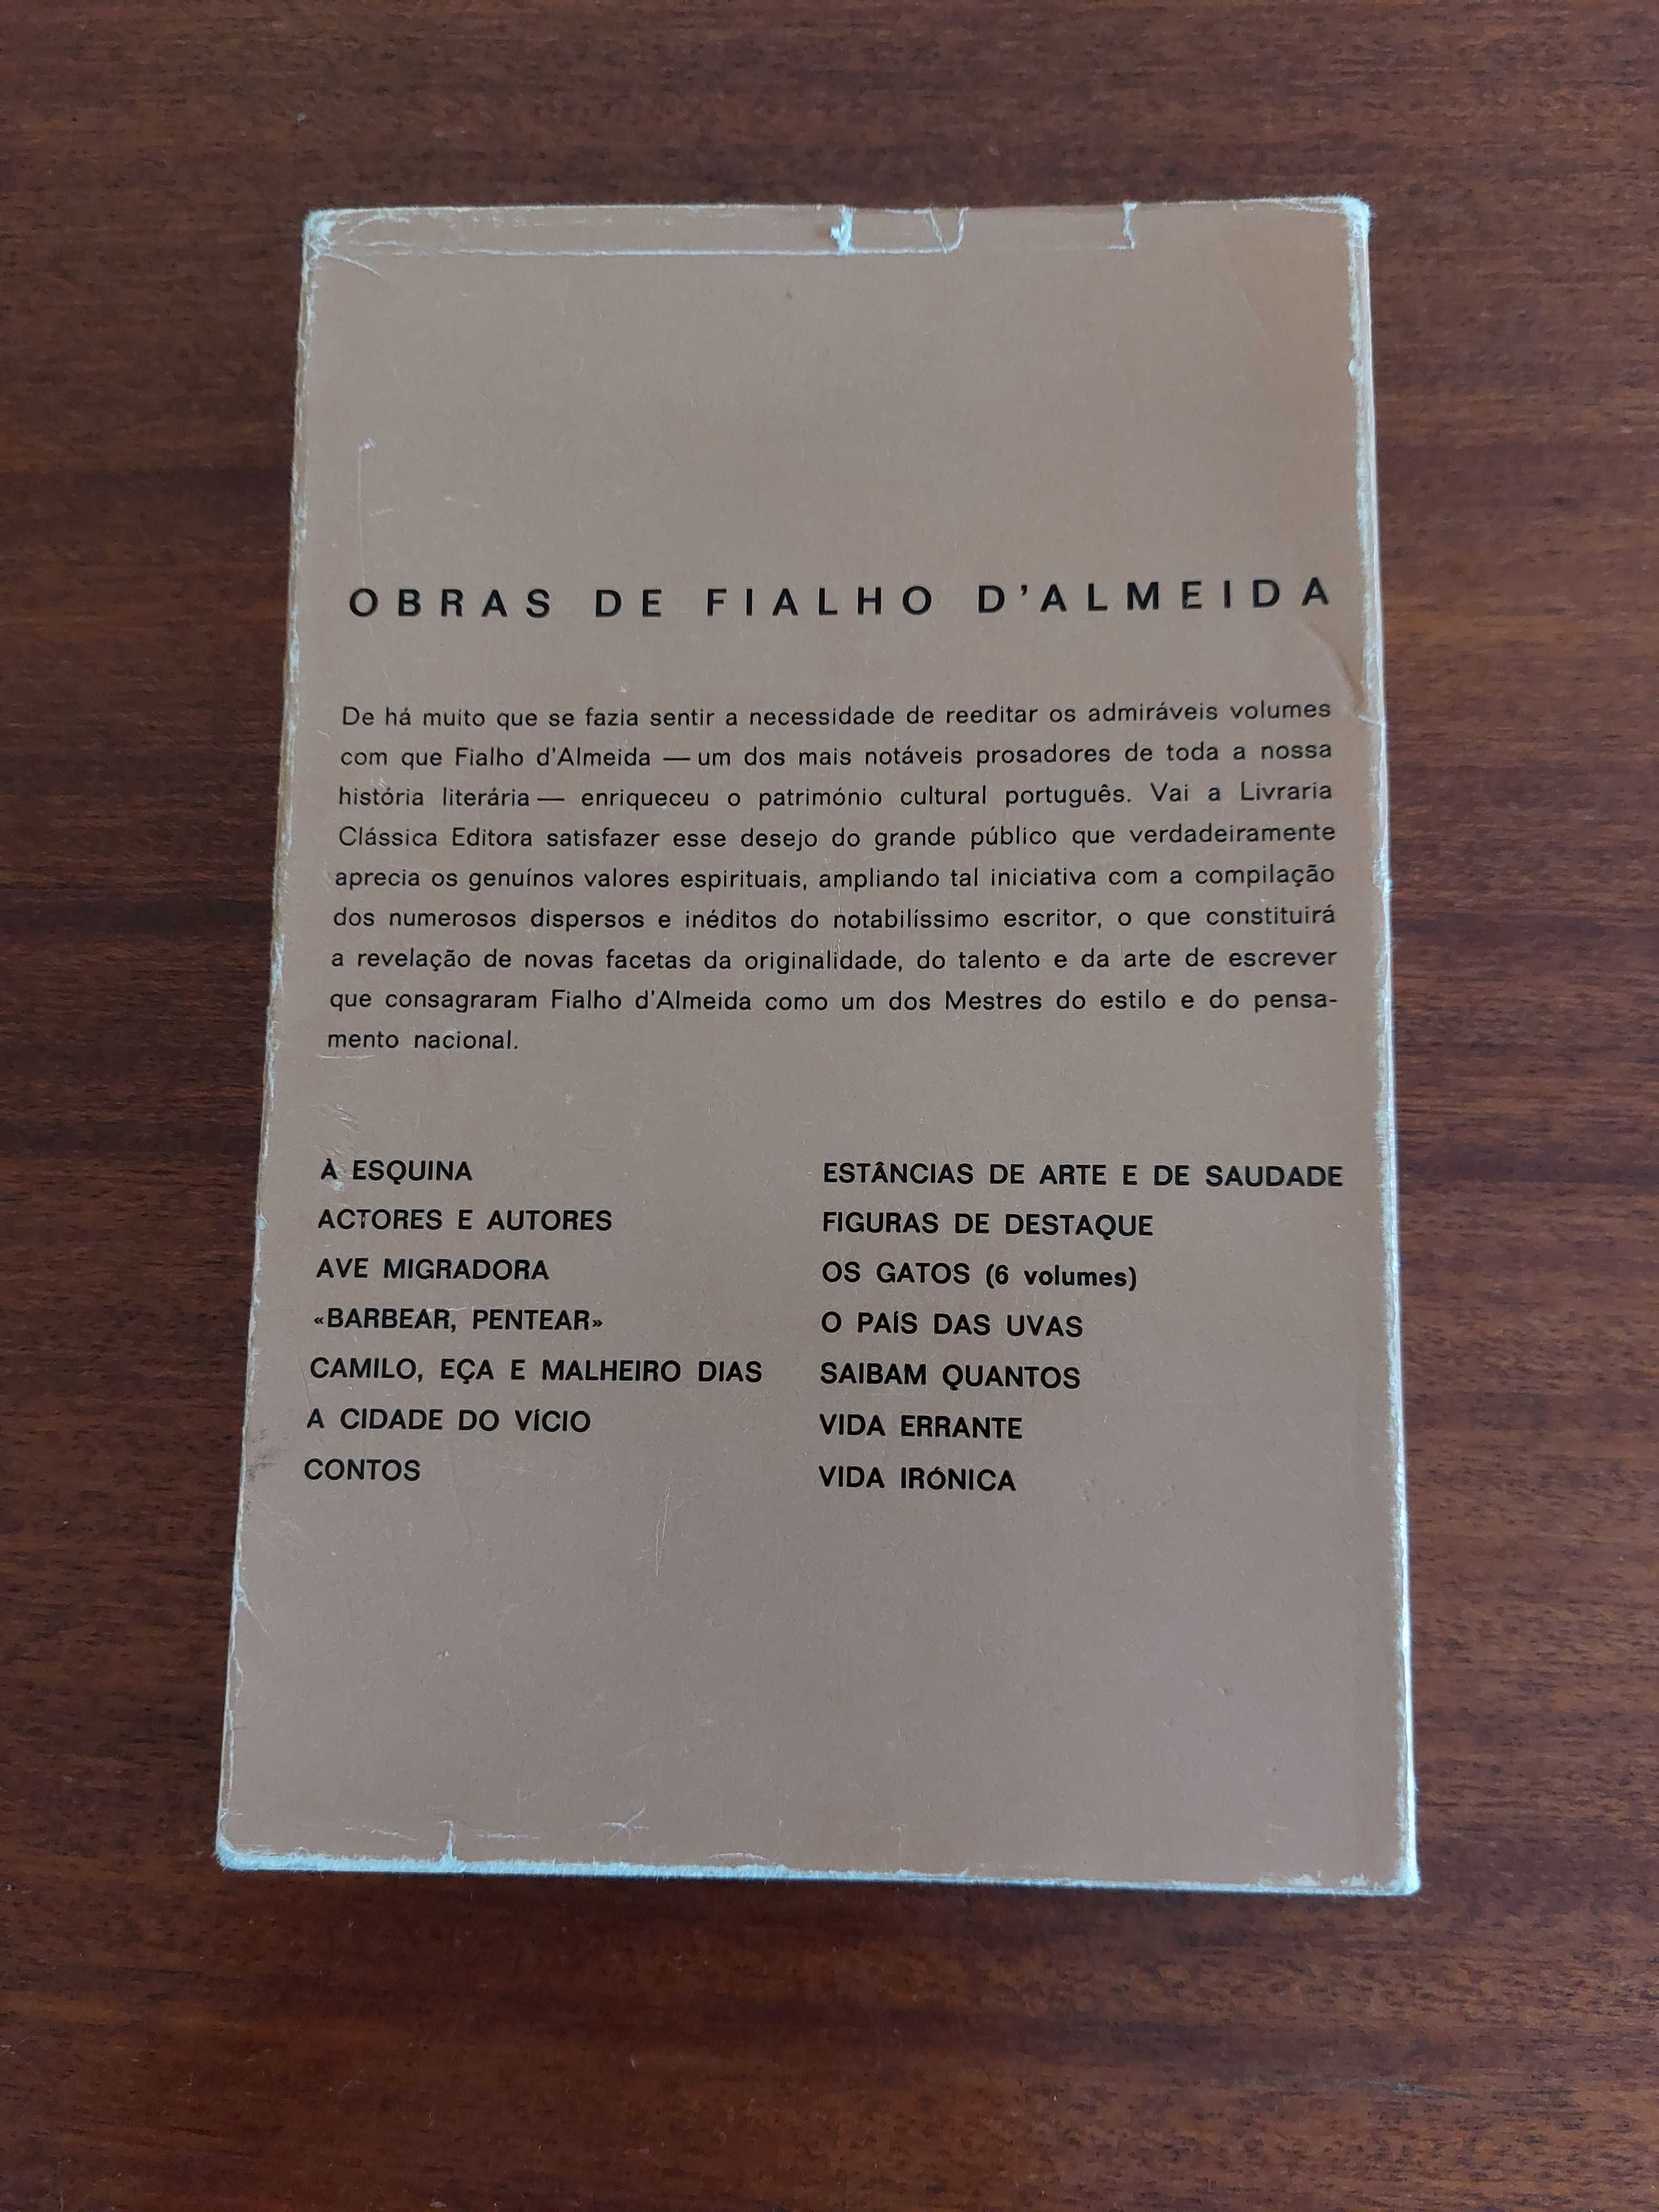 OBRAS DE FIALHO D'ALMEIDA
De há muito que se fazia sentir a necessidade de reeditar os admiráveis volumes
com que Fialho d'Almeida — um dos mais notáveis prosadores de toda a nossa
história literária — enriqueceu o património cultural português. Vai a Livraria
Clássica Editora satisfazer esse desejo do grande público que verdadeiramente
aprecia os genuínos valores espirituais, ampliando tal iniciativa com a compilação
dos numerosos dispersos e inéditos do notabilíssimo escritor, o que constituirá
a revelação de novas facetas da originalidade, do talento e da arte de escrever
que consagraram Fialho d'Almeida como um dos Mestres do estilo e do pensa-
mento nacional.
À ESQUINA
ACTORES E AUTORES
AVE MIGRADORA
«BARBEAR, PENTEAR»
CAMILO, EÇA E MALHEIRO DIAS
A CIDADE DO VÍCIO
CONTOS
ESTÂNCIAS DE ARTE E DE SAUDADE
FIGURAS DE DESTAQUE
OS GATOS (6 volumes)
O PAÍS DAS UVAS
SAIBAM QUANTOS
VIDA ERRANTE
VIDA IRÓNICA